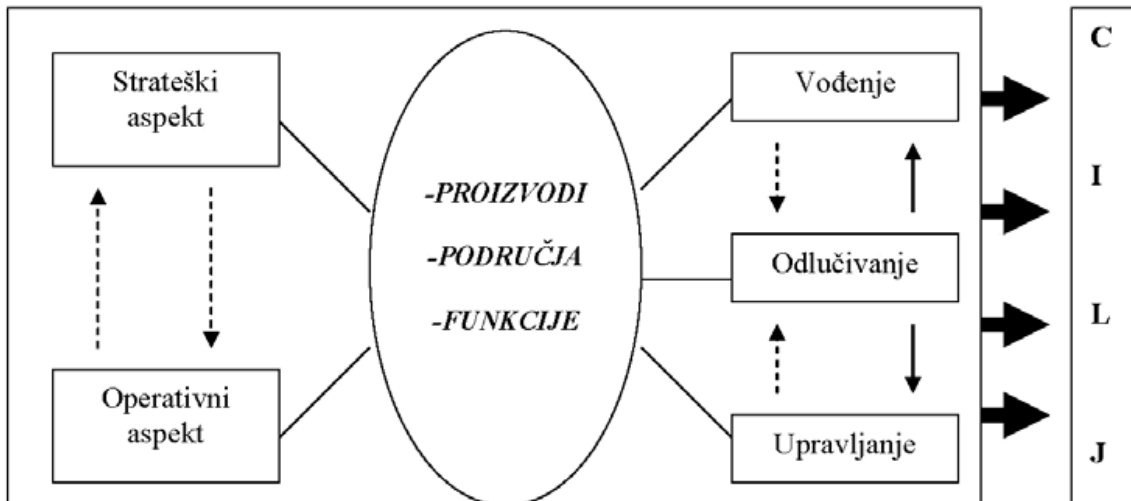 Strateški
aspekt
Operativni
aspekt
-PROIZVODI
-PODRUČJA
-FUNKCIJE
Vođenje
Odlučivanje
Upravljanje
C
I
L
J